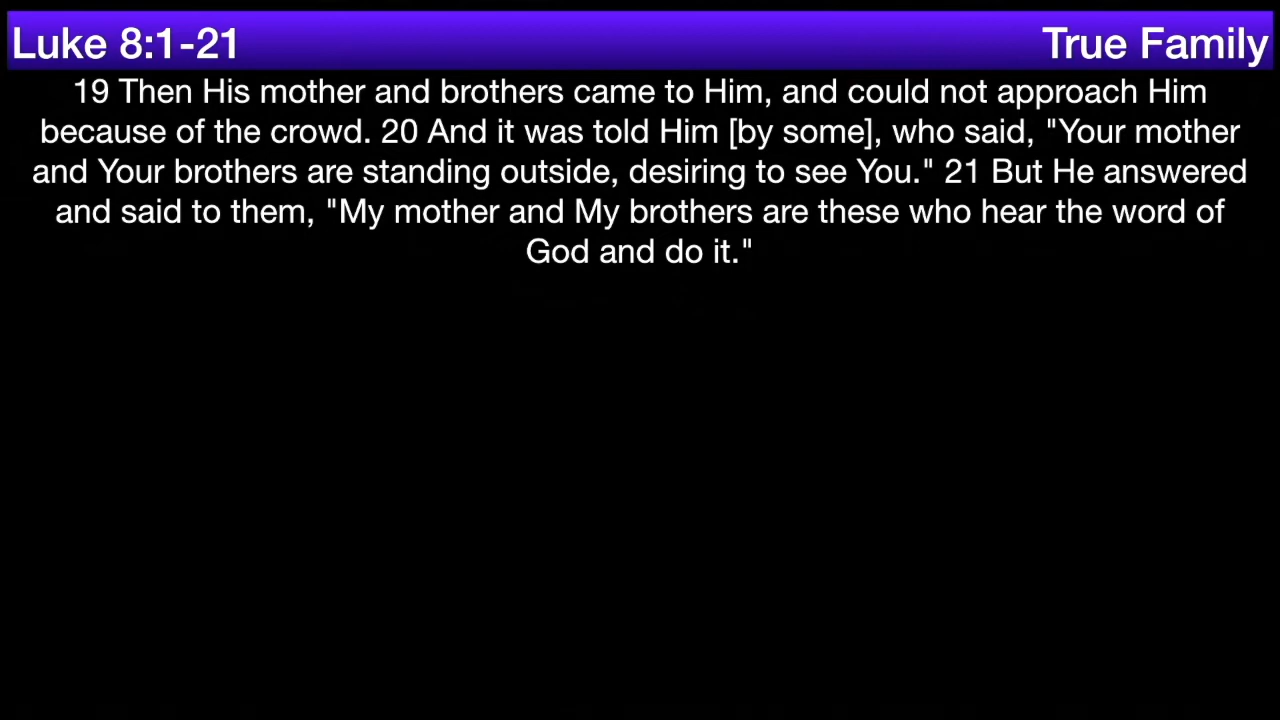 Luke 8:1-21 True Family
19 Then His mother and brothers came to Him, and could not approach Him
because of the crowd. 20 And it was told Him [by some], who said, "Your mother
and Your brothers are standing outside, desiring to see You." 21 But He answered
and said to them, "My mother and My brothers are these who hear the word of
God and do it."